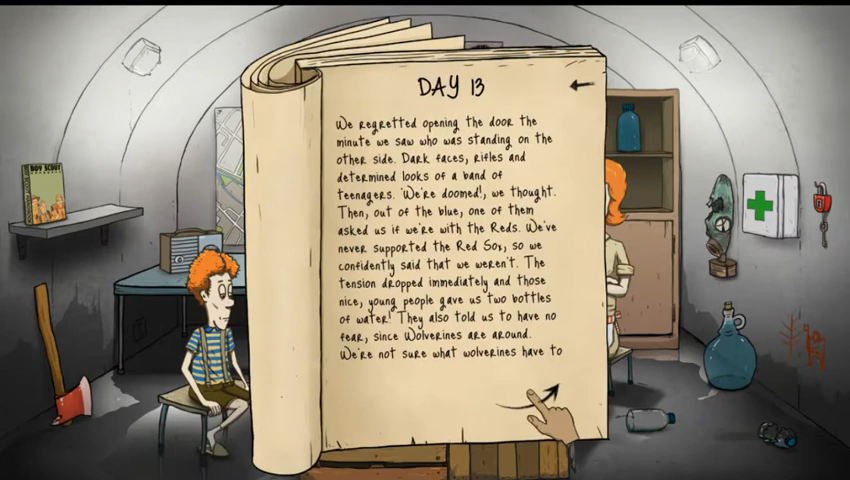 DAY 13
We regretted opening the door the
minute we saw who was standing on the
other side. Dark faces, rifles and
determined looks of a band of
teenagers. 'We're doomed!', we thought.
Then, out of the blue, one of them
asked us if we're with the Reds. We've
never supported the Red Sox, so we
confidently said that we weren't. The
tension dropped immediately and those
nice, young people gave us two bottles
of water! They also told us to have no
fear, since Wolverines are around.
We're not sure what wolverines have to
BOY SCOUT